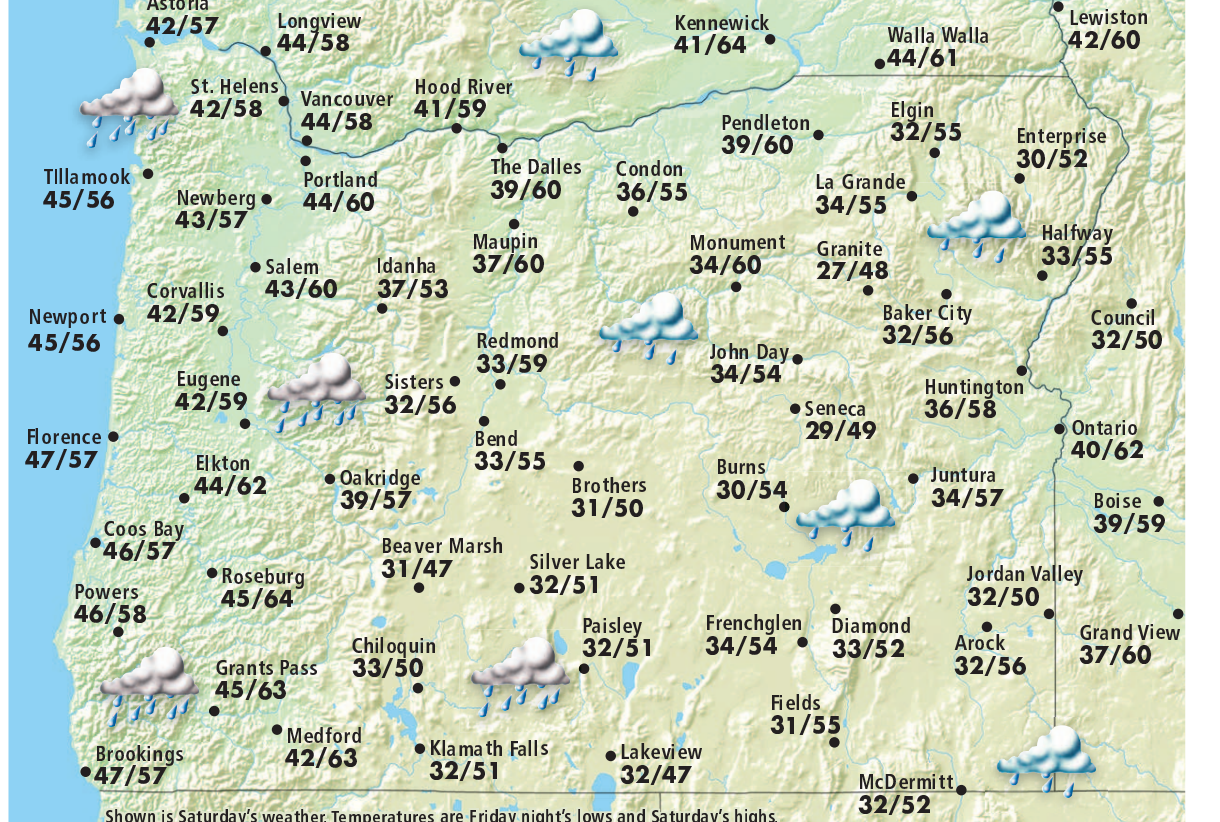 Astoria
42/57
Longview
44/58
Kennewick
41/64
Walla Walla
44/61
Lewiston
42/60
St. Helens
42/58
Vancouver
44/58
Hood River
41/59
Pendleton
39/60
Elgin
32/55
Enterprise
30/52
TIllamook
45/56
Newberg
43/57
Portland
44/60
The Dalles
39/60
Condon
36/55
La Grande
34/55
Maupin
37/60
Monument
34/60
Granite
27/48
Halfway
33/55
Salem
43/60
Idanha
37/53
Corvallis
42/59
Newport
45/56
Baker City
32/56
Council
32/50
Redmond
33/59
John Day
34/54
Eugene
42/59
Sisters
32/56
Huntington
36/58
Seneca
29/49
Florence
47/57
Bend
33/55
Ontario
40/62
Elkton
44/62
Oakridge
39/57
Brothers
31/50
Burns
30/54
Juntura
34/57
Boise
39/59
Coos Bay
46/57
Beaver Marsh
31/47
Silver Lake
32/51
Roseburg
45/64
Jordan Valley
32/50
Powers
46/58
Paisley
32/51
Frenchglen
34/54
Diamond
33/52
Arock
32/56
Grand View
37/60
Chiloquin
33/50
Grants Pass
45/63
Fields
31/55
Medford
42/63
Klamath Falls
32/51
Lakeview
32/47
Brookings
47/57
McDermitt
32/52
Shown is Saturday's weather. Temperatures are Friday night's lows and Saturday's highs.